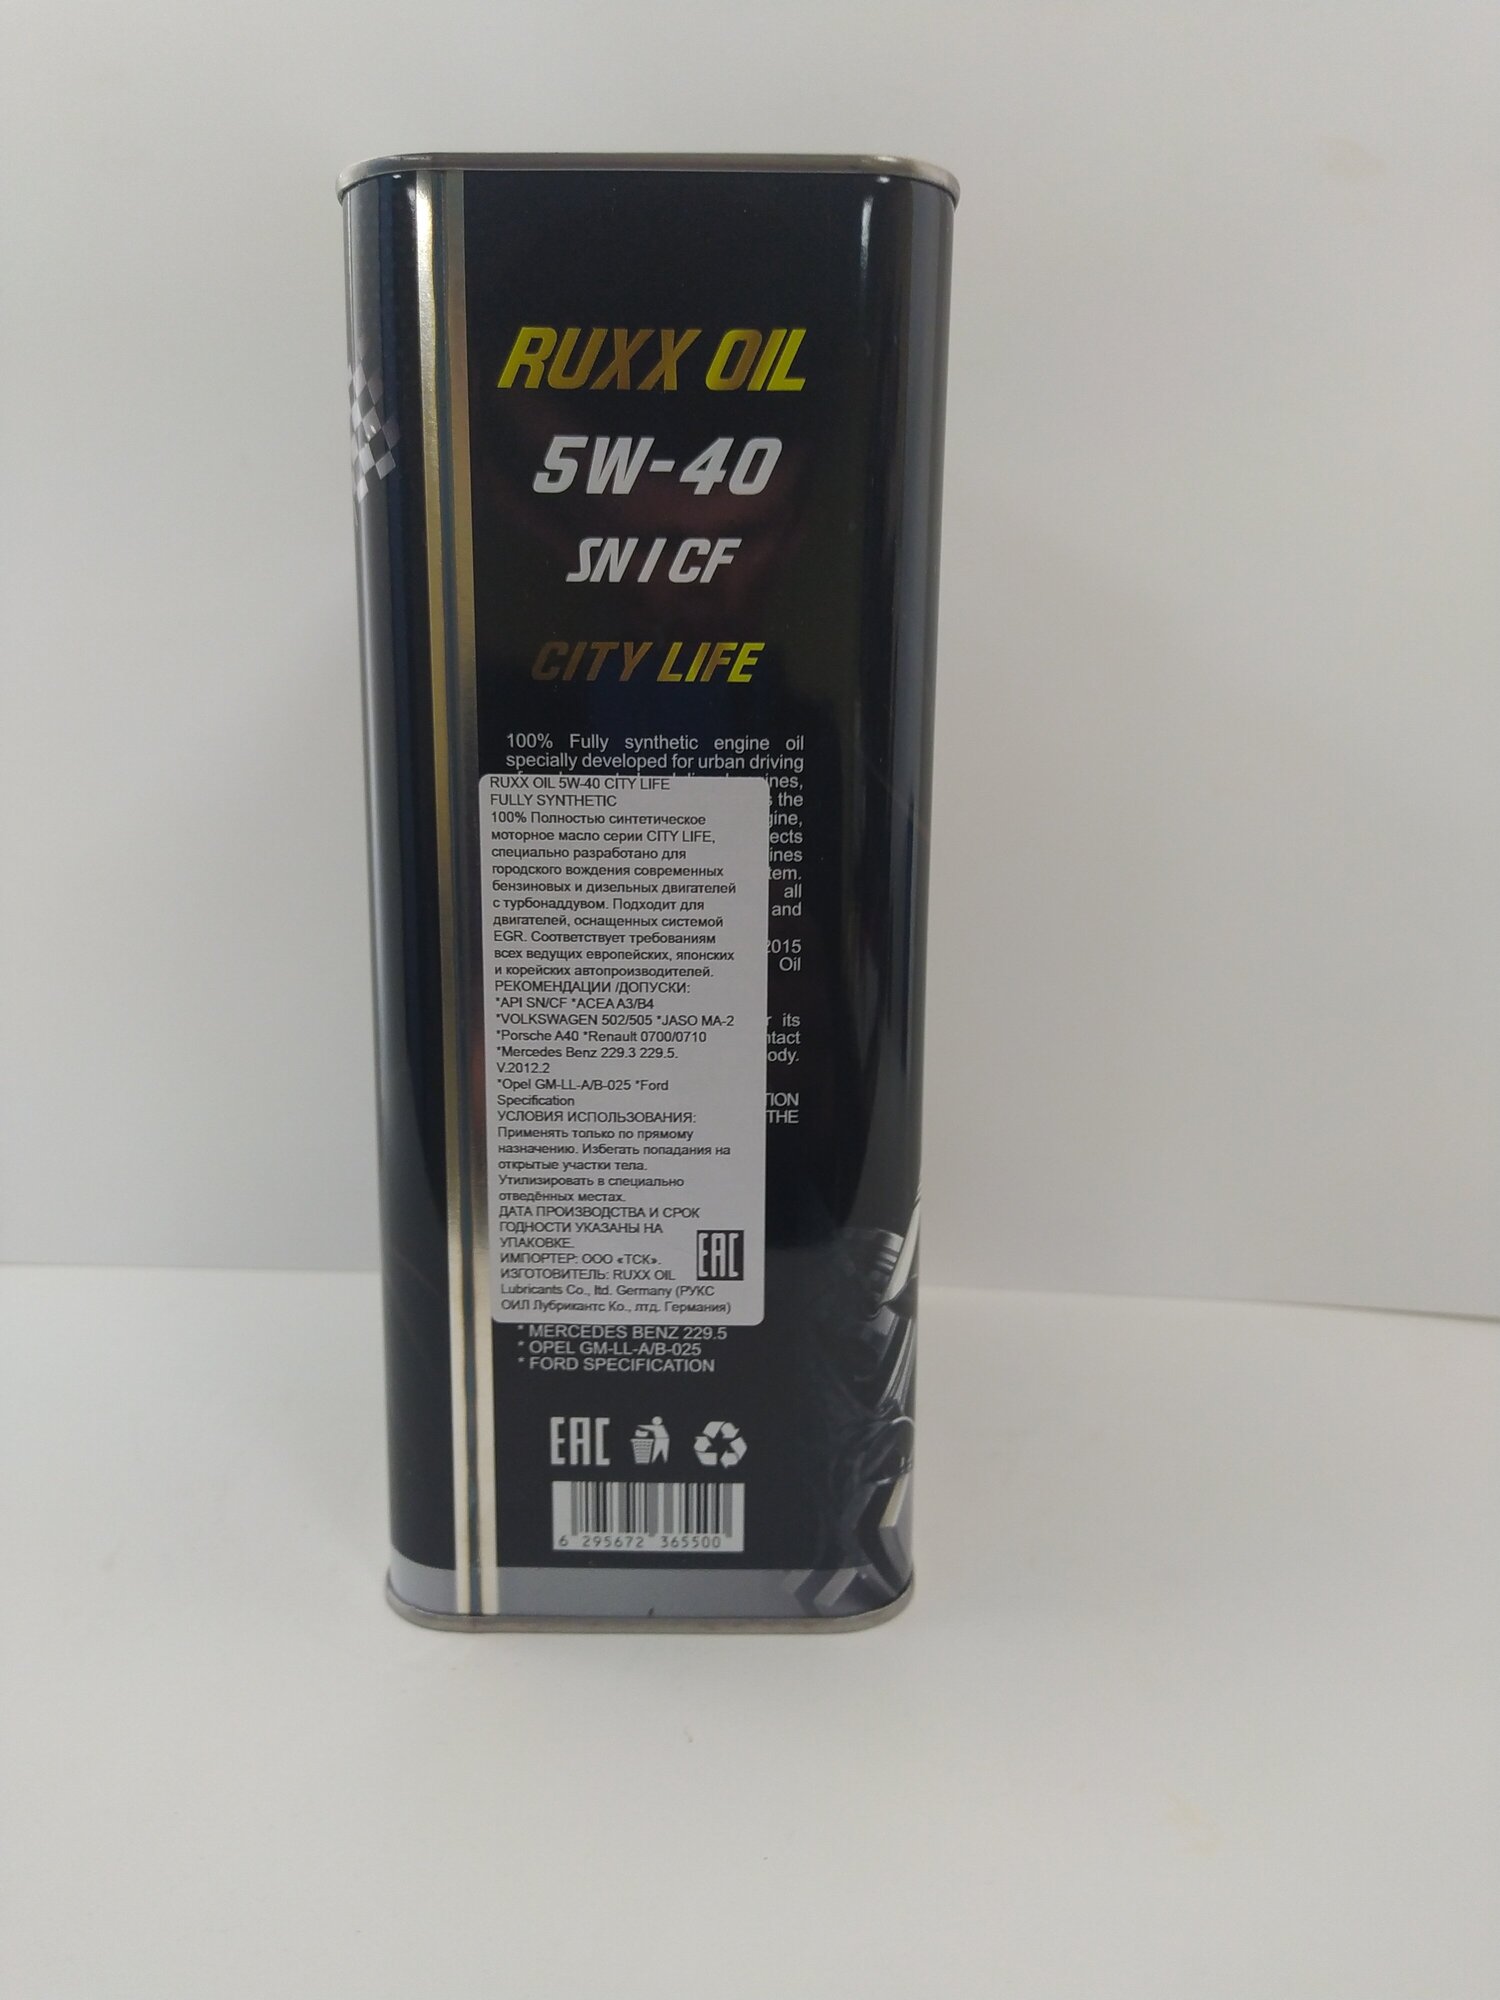 RUXX OIL
5W-40
SN / CF
CITY LIFE
100% Fully synthetic engine oil
specially developed for urban driving
RUXX OIL 5W-40 CITY LIFE
FULLY SYNTHETIC
100% Полностью синтетическое
моторное масло серии CITY LIFE,
специально разработано для
городского вождения современных
бензиновых и дизельных двигателей
с турбонаддувом. Подходит для
двигателей, оснащенных системой
EGR. Соответствует требованиям
всех ведущих европейских, японских
и корейских автопроизводителей.
РЕКОМЕНДАЦИИ /ДОПУСКИ:
*API SN/CF *ACEA A3/B4
*VOLKSWAGEN 502/505 *JASO MA-2
*Porsche A40 *Renault 0700/0710
*Mercedes Benz 229.3 229.5.
V.2012.2
*Opel GM-LL-A/B-025 *Ford
Specification
УСЛОВИЯ ИСПОЛЬЗОВАНИЯ:
Применять только по прямому
назначению. Избегать попадания на
открытые участки тела.
Утилизировать в специально
отведённых местах.
ДАТА ПРОИЗВОДСТВА И СРОК
ГОДНОСТИ УКАЗАНЫ НА
УПАКОВКЕ.
ИМПОРТЕР: ООО «ТСК».
ИЗГОТОВИТЕЛЬ: RUXX OIL
Lubricants Co., ltd. Germany (РУКС
ОИЛ Лубрикантс Ко., лтд. Германия)
EAC
the
all
and
2015
Oil
its
THE
* MERCEDES BENZ 229.5
* OPEL GM-LL-A/B-025
* FORD SPECIFICATION
EAC
6 295672 365500